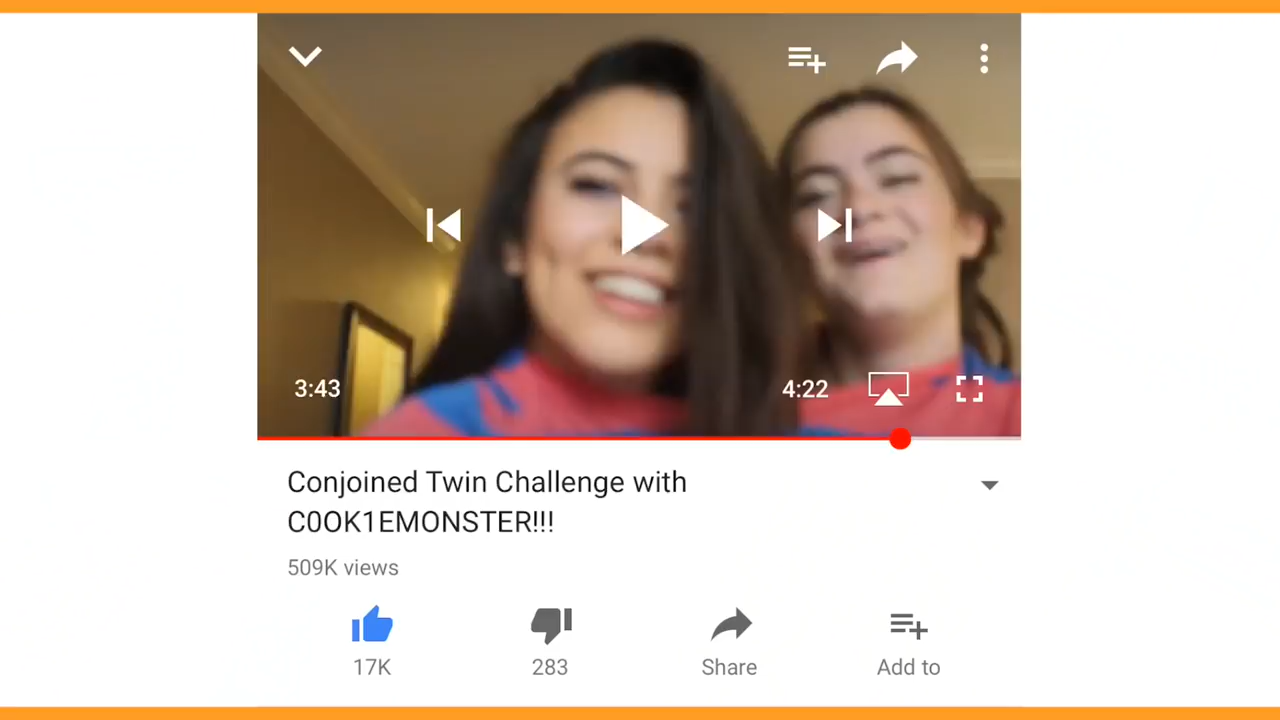 3:43
4:22
Conjoined Twin Challenge with
C0OK1EMONSTER!!!
509K views
17K
283
Share
Add to